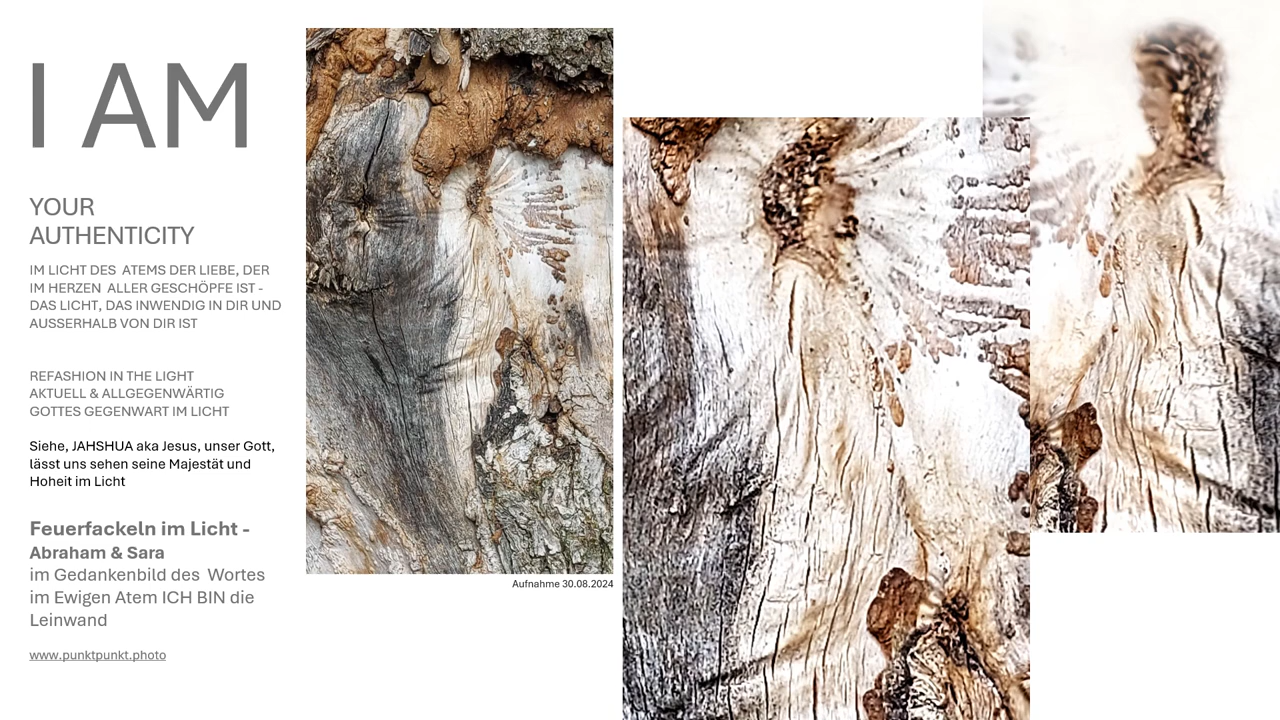 I AM
YOUR
AUTHENTICITY
IM LICHT DES ATEMS DER LIEBE, DER
IM HERZEN ALLER GESCHÖPFE IST -
DAS LICHT, DAS INWENDIG IN DIR UND
AUSSERHALB VON DIR IST
REFASHION IN THE LIGHT
AKTUELL & ALLGEGENWÄRTIG
GOTTES GEGENWART IM LICHT
Siehe, JAHSHUA aka Jesus, unser Gott,
lässt uns sehen seine Majestät und
Hoheit im Licht
Feuerfackeln im Licht -
Abraham & Sara
im Gedankenbild des Wortes
im Ewigen Atem ICH BIN die
Leinwand
www.punktpunkt.photo
Aufnahme 30.08.2024